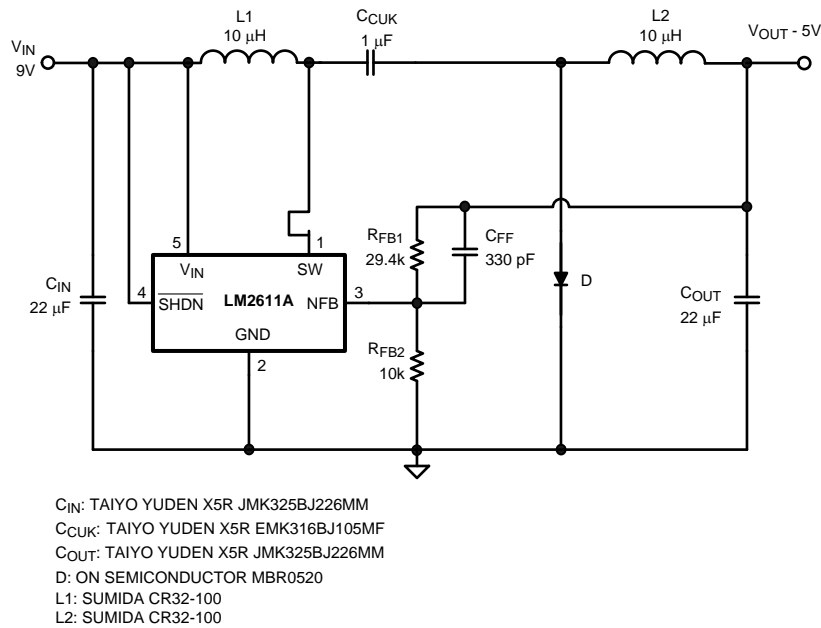 L1
10 μH
C_CUK
1 μF
L2
10 μH
V_IN
9V
V_OUT - 5V
5
1
V_IN
SW
R_FB1
29.4k
C_FF
330 pF
D
C_IN
22 μF
4
SHDN
LM2611A
NFB
3
C_OUT
22 μF
GND
2
R_FB2
10k
C_IN: TAIYO YUDEN X5R JMK325BJ226MM
C_CUK: TAIYO YUDEN X5R EMK316BJ105MF
C_OUT: TAIYO YUDEN X5R JMK325BJ226MM
D: ON SEMICONDUCTOR MBR0520
L1: SUMIDA CR32-100
L2: SUMIDA CR32-100